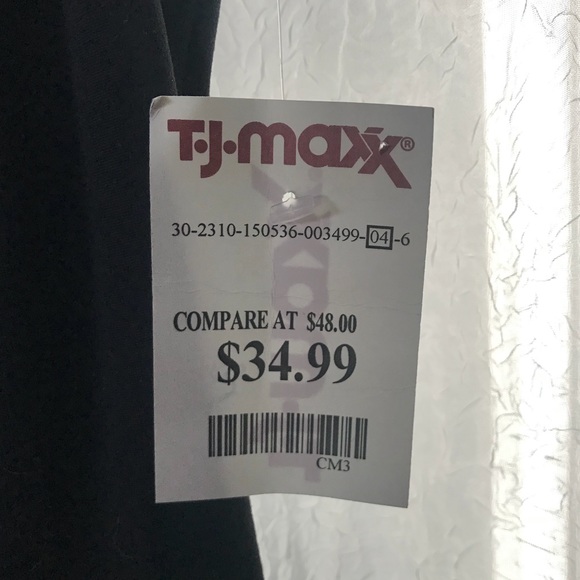 T·J·maxx®
30-2310-150536-003499-04-6
COMPARE AT $48.00
$34.99
CM3